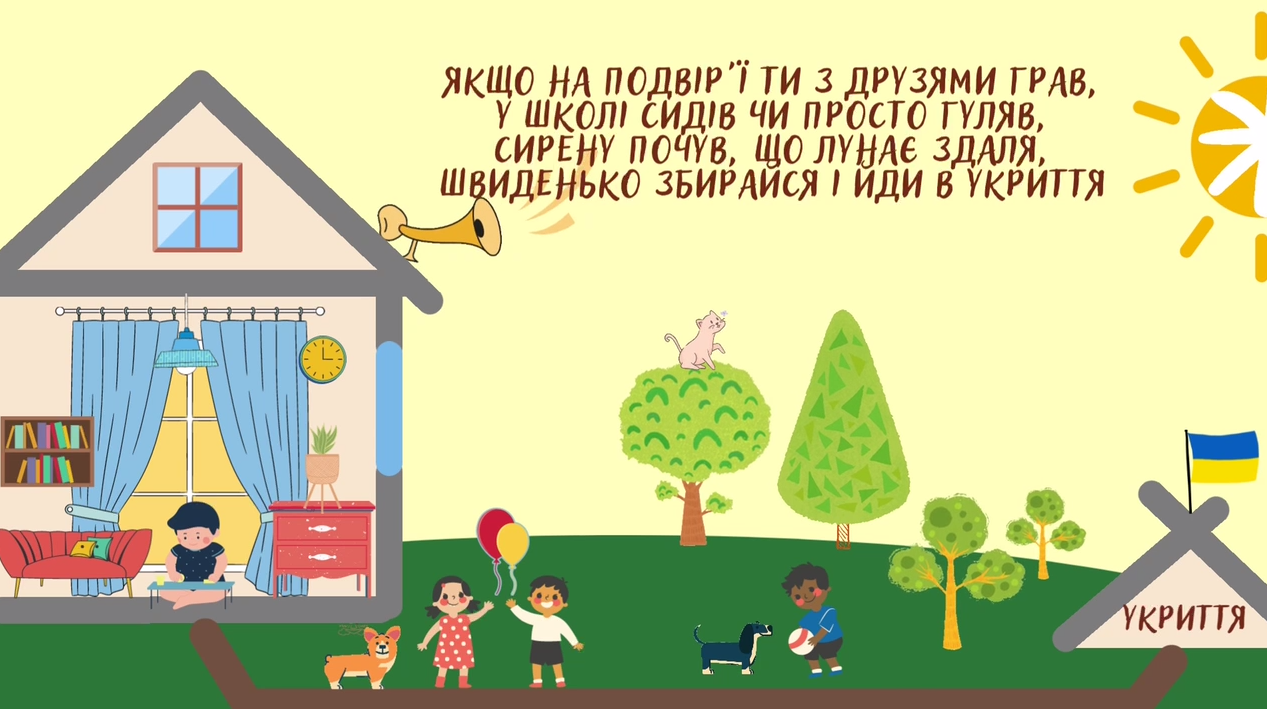 ЯКЩО НА ПОДВІР'Ї ТИ З ДРУЗЯМИ ГРАВ,
У ШКОЛІ СИДІВ ЧИ ПРОСТО ГУЛЯВ,
СИРЕНУ ПОЧУВ, ЩО ЛУНАЄ ЗДАЛЯ,
ШВИДЕНЬКО ЗБИРАЙСЯ І ЙДИ В УКРИТТЯ
УКРИТТЯ